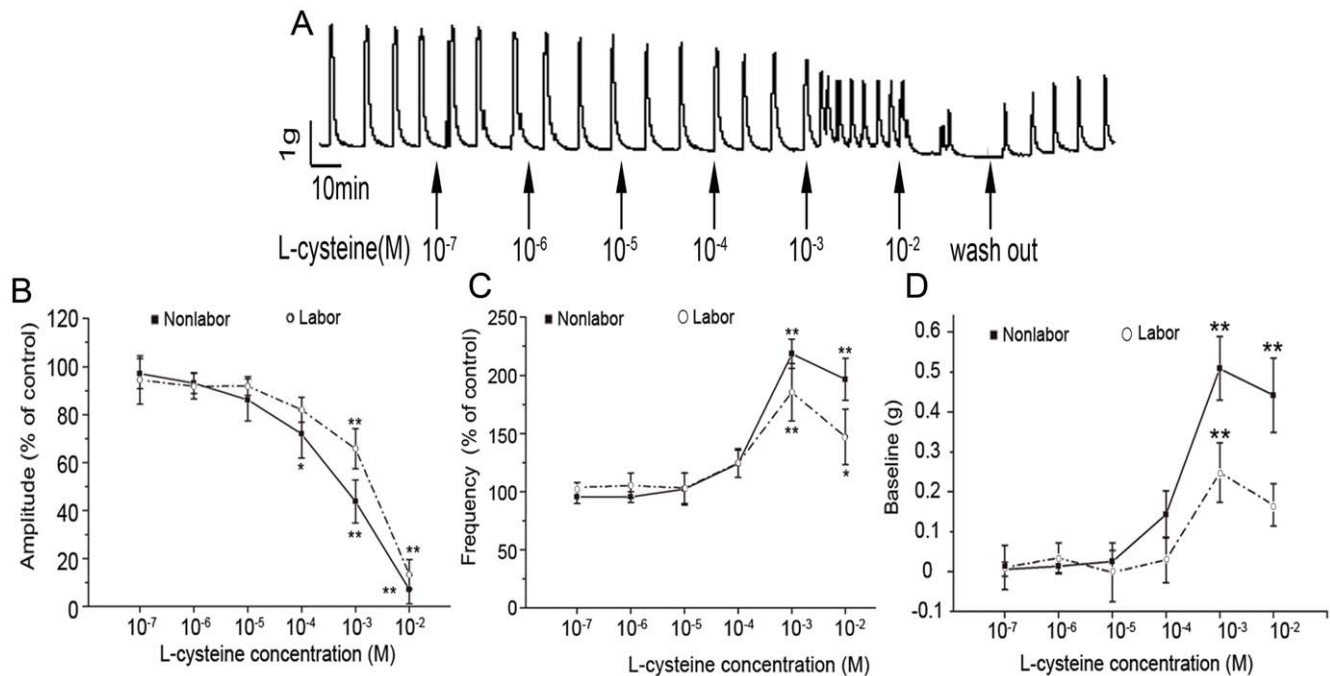 A
1g
10min
L-cysteine(M) 10⁻⁷ 10⁻⁶ 10⁻⁵ 10⁻⁴ 10⁻³ 10⁻² wash out
B
Nonlabor Labor
Amplitude (% of control)
120
100
80
60
40
20
0
*
**
**
**
**
10⁻⁷ 10⁻⁶ 10⁻⁵ 10⁻⁴ 10⁻³ 10⁻²
L-cysteine concentration (M)
C
Nonlabor Labor
Frequency (% of control)
250
200
150
100
50
0
**
**
**
*
10⁻⁷ 10⁻⁶ 10⁻⁵ 10⁻⁴ 10⁻³ 10⁻²
L-cysteine concentration (M)
D
Nonlabor Labor
Baseline (g)
0.6
0.5
0.4
0.3
0.2
0.1
0
-0.1
**
**
**
10⁻⁷ 10⁻⁶ 10⁻⁵ 10⁻⁴ 10⁻³ 10⁻²
L-cysteine concentration (M)